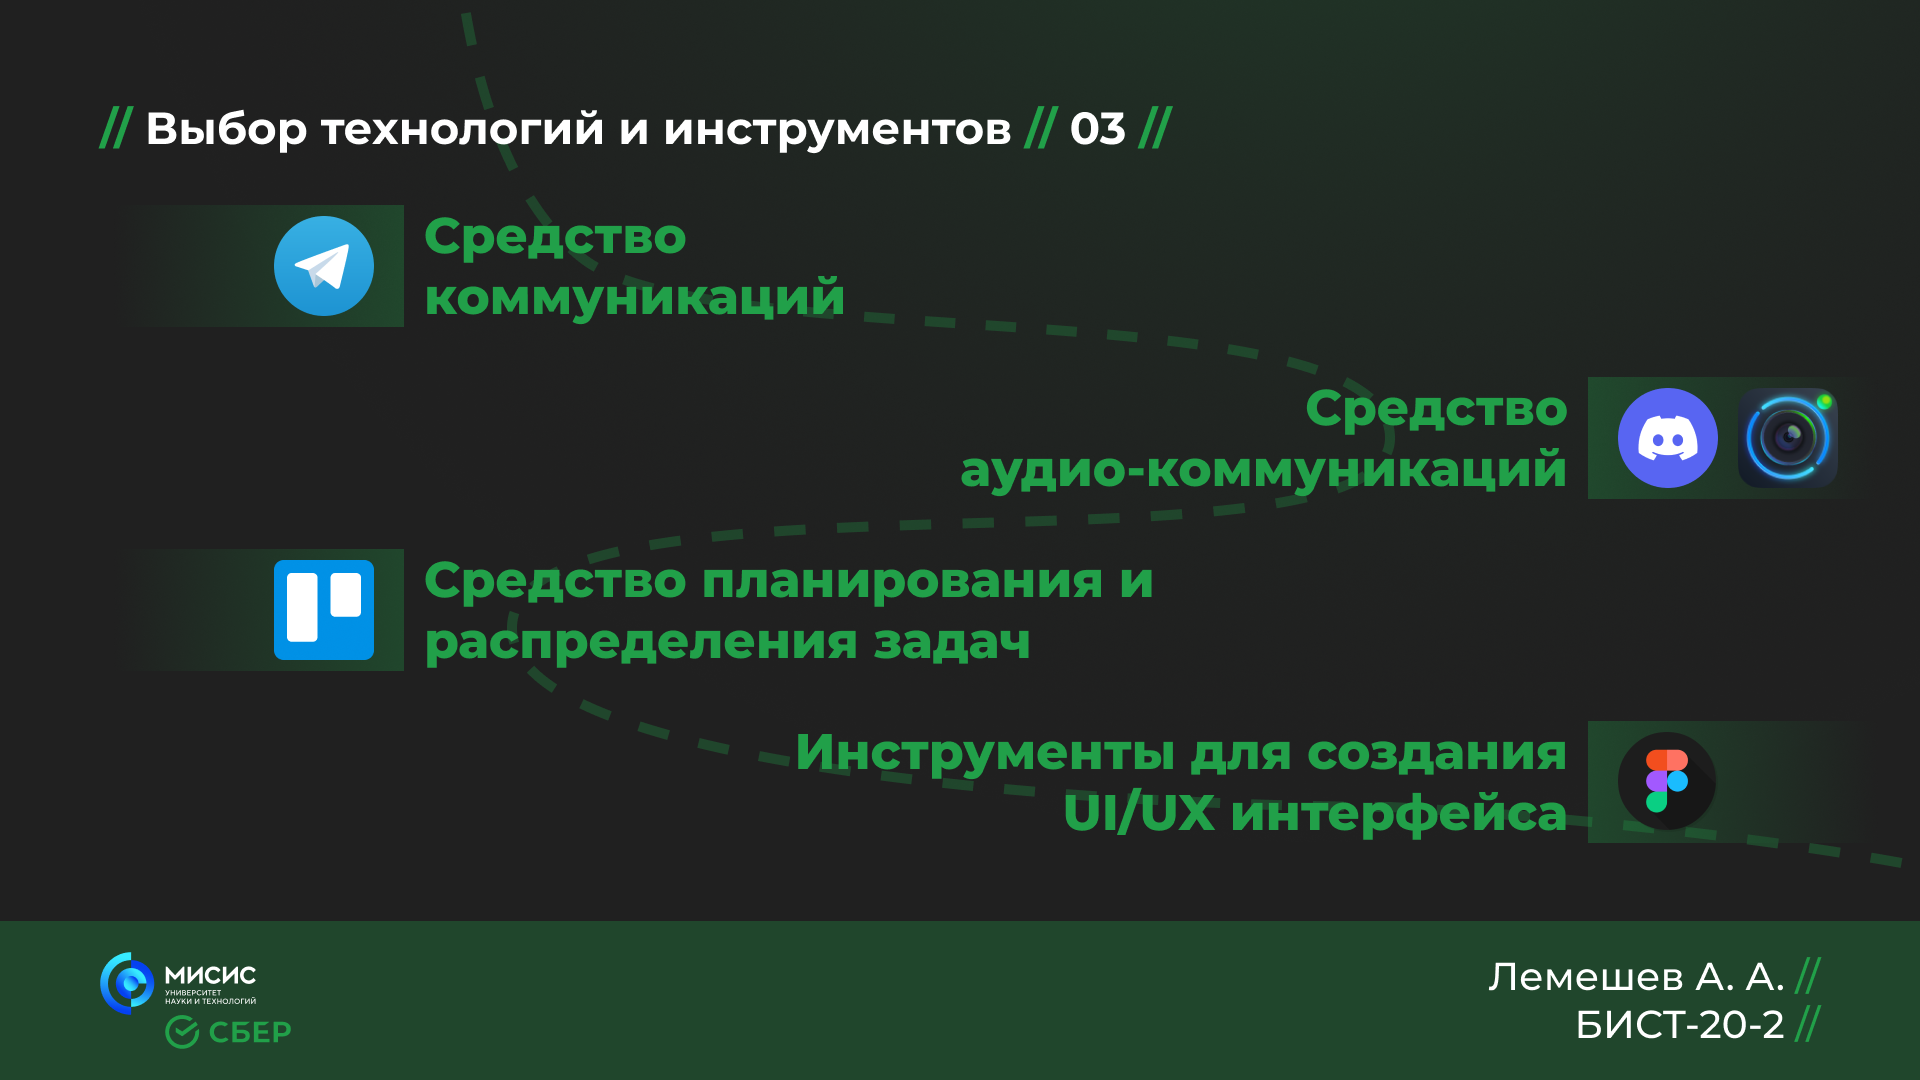 // Выбор технологий и инструментов // 03 //
Средство
коммуникаций
Средство
аудио-коммуникаций
Средство планирования и
распределения задач
Инструменты для создания
UI/UX интерфейса
МИСИС
УНИВЕРСИТЕТ
НАУКИ И ТЕХНОЛОГИЙ
СБЕР
Лемешев А. А. //
БИСТ-20-2 //